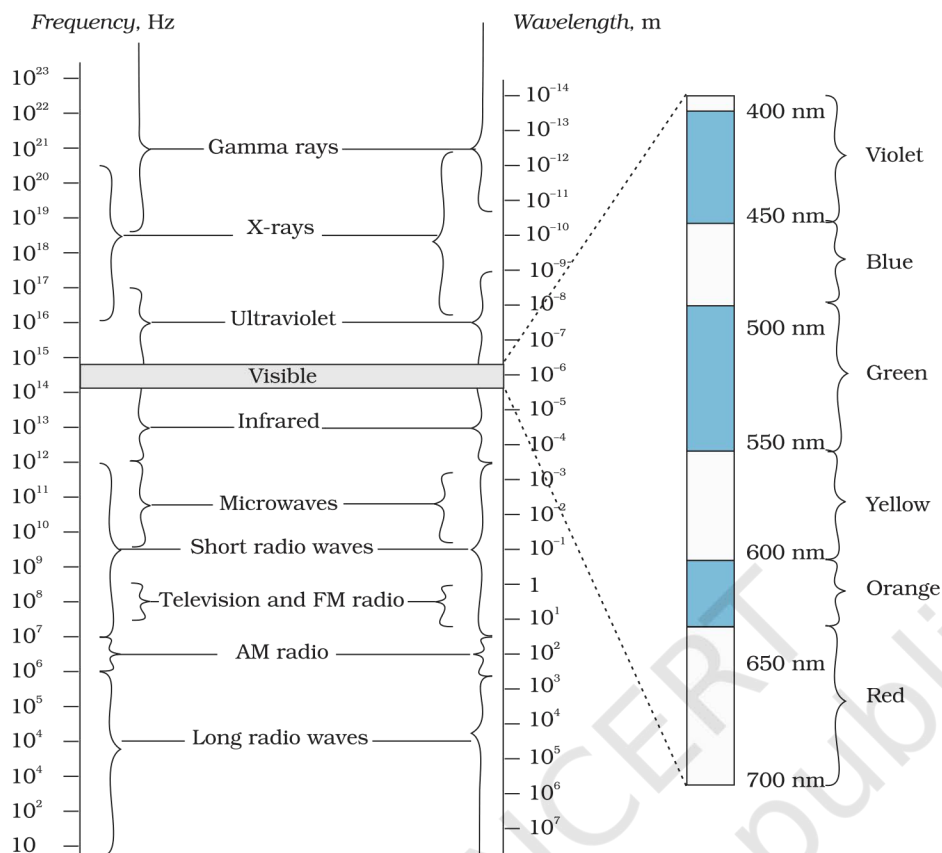 Frequency, Hz
Wavelength, m
10²³
10²²
10²¹
10²⁰
10¹⁹
10¹⁸
10¹⁷
10¹⁶
10¹⁵
10¹⁴
10¹³
10¹²
10¹¹
10¹⁰
10⁹
10⁸
10⁷
10⁶
10⁵
10⁴
10⁴
10²
10
Gamma rays
X-rays
Ultraviolet
Visible
Infrared
Microwaves
Short radio waves
Television and FM radio
AM radio
Long radio waves
10⁻¹⁴
10⁻¹³
10⁻¹²
10⁻¹¹
10⁻¹⁰
10⁻⁹
10⁻⁸
10⁻⁷
10⁻⁶
10⁻⁵
10⁻⁴
10⁻³
10⁻²
10⁻¹
1
10¹
10²
10³
10⁴
10⁵
10⁶
10⁷
400 nm
450 nm
500 nm
550 nm
600 nm
650 nm
700 nm
Violet
Blue
Green
Yellow
Orange
Red
NCERT